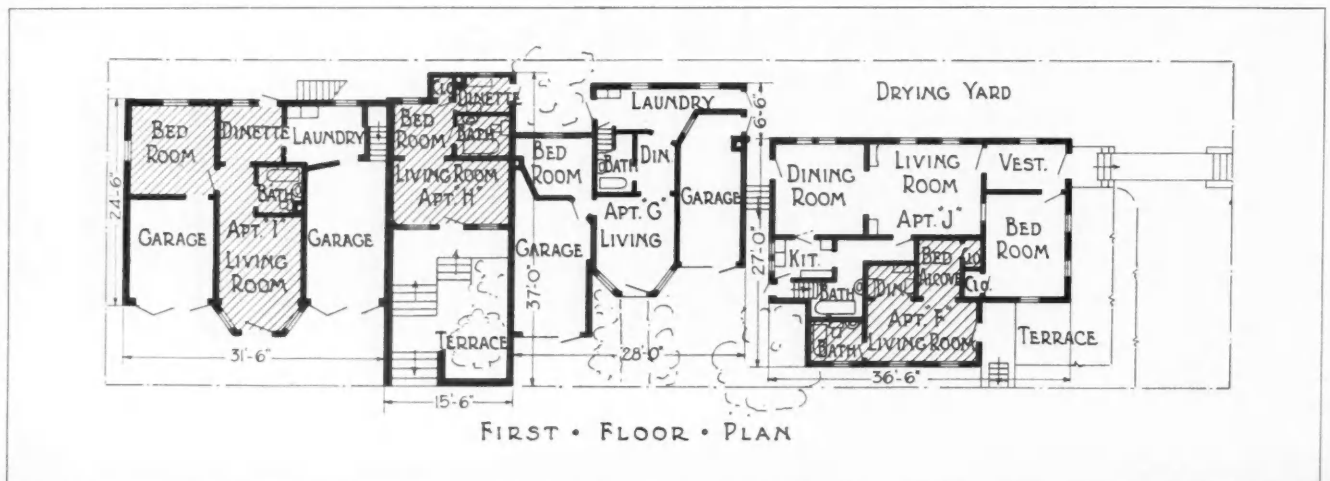 24'-6"
BED
ROOM
DINETTE
LAUNDRY
BATH
GARAGE
APT. "I"
LIVING
ROOM
GARAGE
31'-6"
CLO.
DINETTE
BED
ROOM
BATH
LIVING ROOM
APT. "H"
TERRACE
15'-6"
37'-0"
BED
ROOM
GARAGE
LAUNDRY
BATH
DIN.
APT. "G"
LIVING
GARAGE
28'-0"
6'-6"
27'-0"
DRYING YARD
DINING
ROOM
LIVING
ROOM
APT. "J"
VEST.
BED
ROOM
KIT.
BATH
DIN.
BED
ALCOVE
CLO.
CLO.
APT. "F"
LIVING ROOM
BATH
TERRACE
36'-6"
FIRST • FLOOR • PLAN